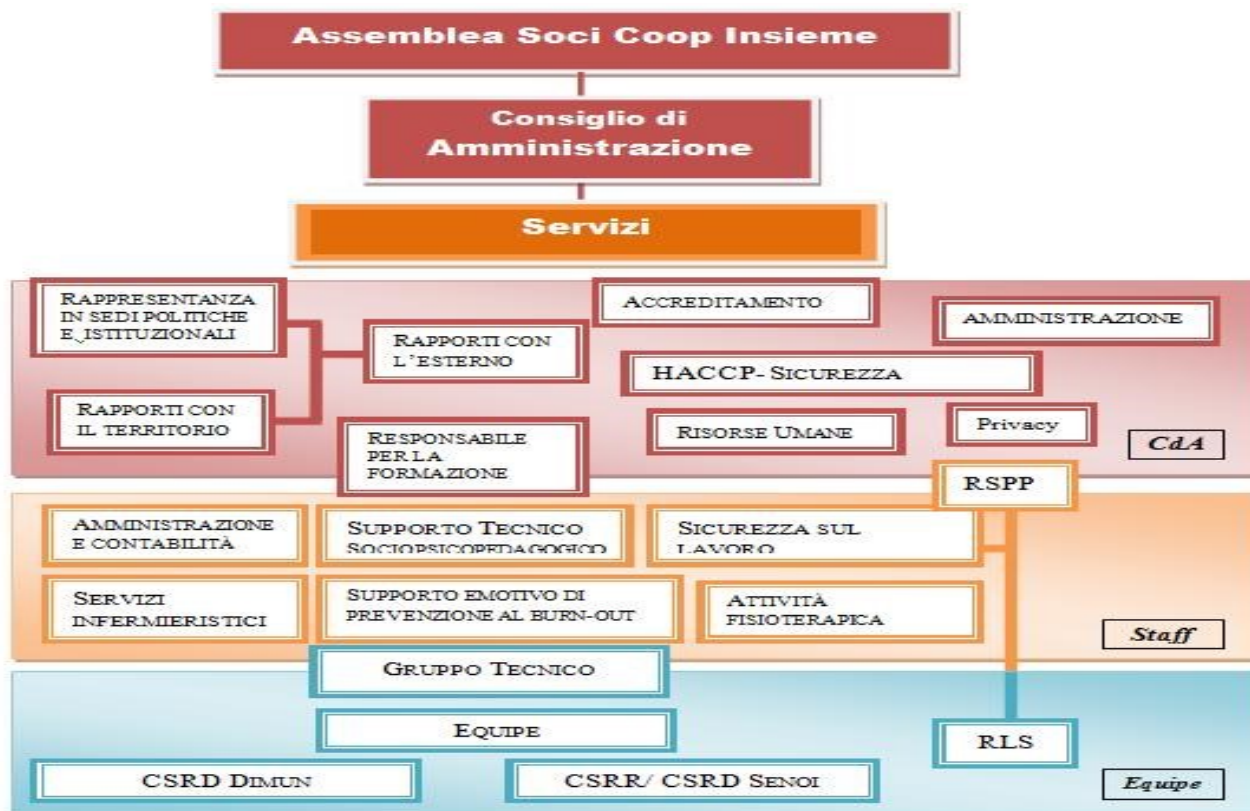 Assemblea Soci Coop Insieme
Consiglio di
Amministrazione
Servizi
RAPPRESENTANZA
IN SEDI POLITICHE
E ISTITUZIONALI
RAPPORTI CON
L'ESTERNO
RAPPORTI CON
IL TERRITORIO
RESPONSABILE
PER LA
FORMAZIONE
ACCREDITAMENTO
AMMINISTRAZIONE
HACCP- SICUREZZA
RISORSE UMANE
Privacy
CdA
RSPP
AMMINISTRAZIONE
E CONTABILITÀ
SUPPORTO TECNICO
SOCIOPSICOPEDAGOGICO
SICUREZZA SUL
LAVORO
SERVIZI
INFERMIERISTICI
SUPPORTO EMOTIVO DI
PREVENZIONE AL BURN-OUT
ATTIVITÀ
FISIOTERAPICA
Staff
GRUPPO TECNICO
EQUIPE
RLS
CSRD DIMUN
CSRR/ CSRD SENOI
Equipe